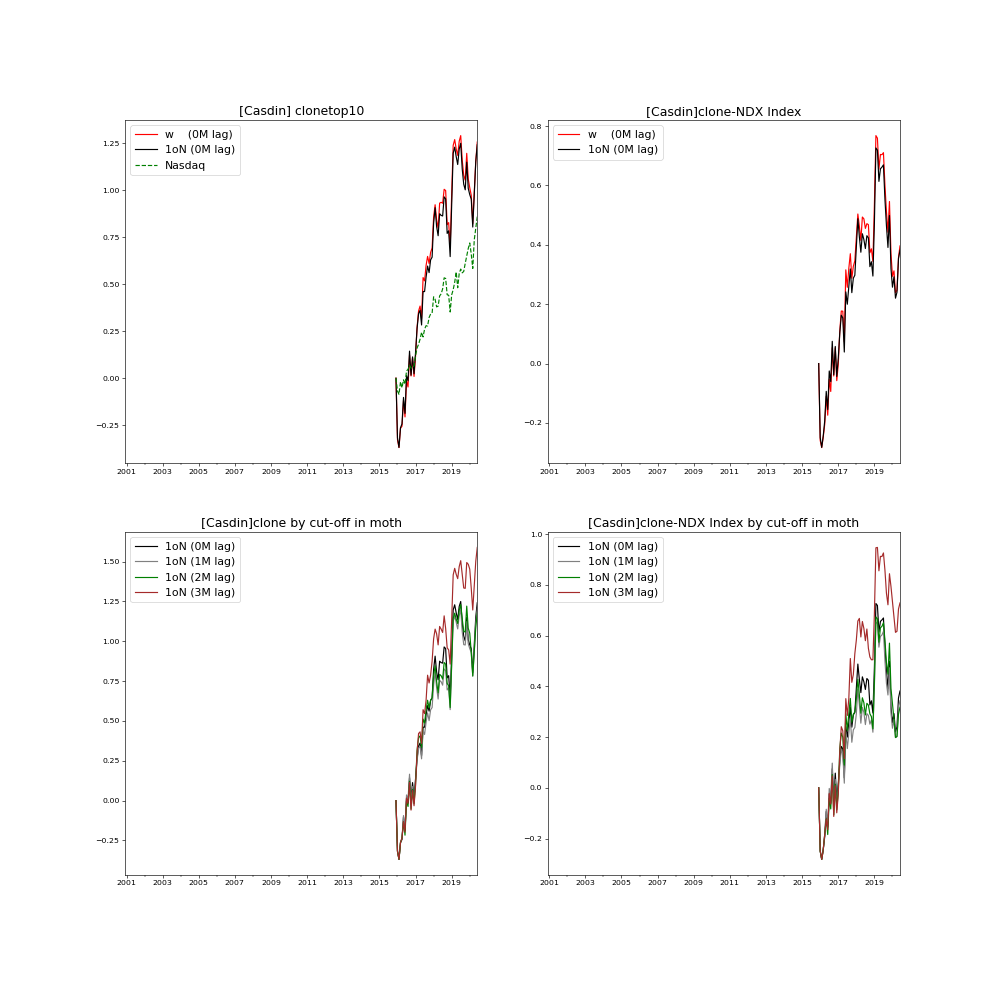 [Casdin] clonetop10
w    (0M lag)
1oN (0M lag)
Nasdaq
1.25
1.00
0.75
0.50
0.25
0.00
−0.25
2001 2003 2005 2007 2009 2011 2013 2015 2017 2019
[Casdin]clone-NDX Index
w    (0M lag)
1oN (0M lag)
0.8
0.6
0.4
0.2
0.0
−0.2
2001 2003 2005 2007 2009 2011 2013 2015 2017 2019
[Casdin]clone by cut-off in moth
1oN (0M lag)
1oN (1M lag)
1oN (2M lag)
1oN (3M lag)
1.50
1.25
1.00
0.75
0.50
0.25
0.00
−0.25
2001 2003 2005 2007 2009 2011 2013 2015 2017 2019
[Casdin]clone-NDX Index by cut-off in moth
1oN (0M lag)
1oN (1M lag)
1oN (2M lag)
1oN (3M lag)
1.0
0.8
0.6
0.4
0.2
0.0
−0.2
2001 2003 2005 2007 2009 2011 2013 2015 2017 2019